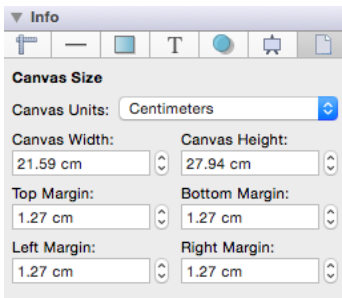 Info
T
Canvas Size
Canvas Units: Centimeters
Canvas Width: Canvas Height:
21.59 cm 27.94 cm
Top Margin: Bottom Margin:
1.27 cm 1.27 cm
Left Margin: Right Margin:
1.27 cm 1.27 cm